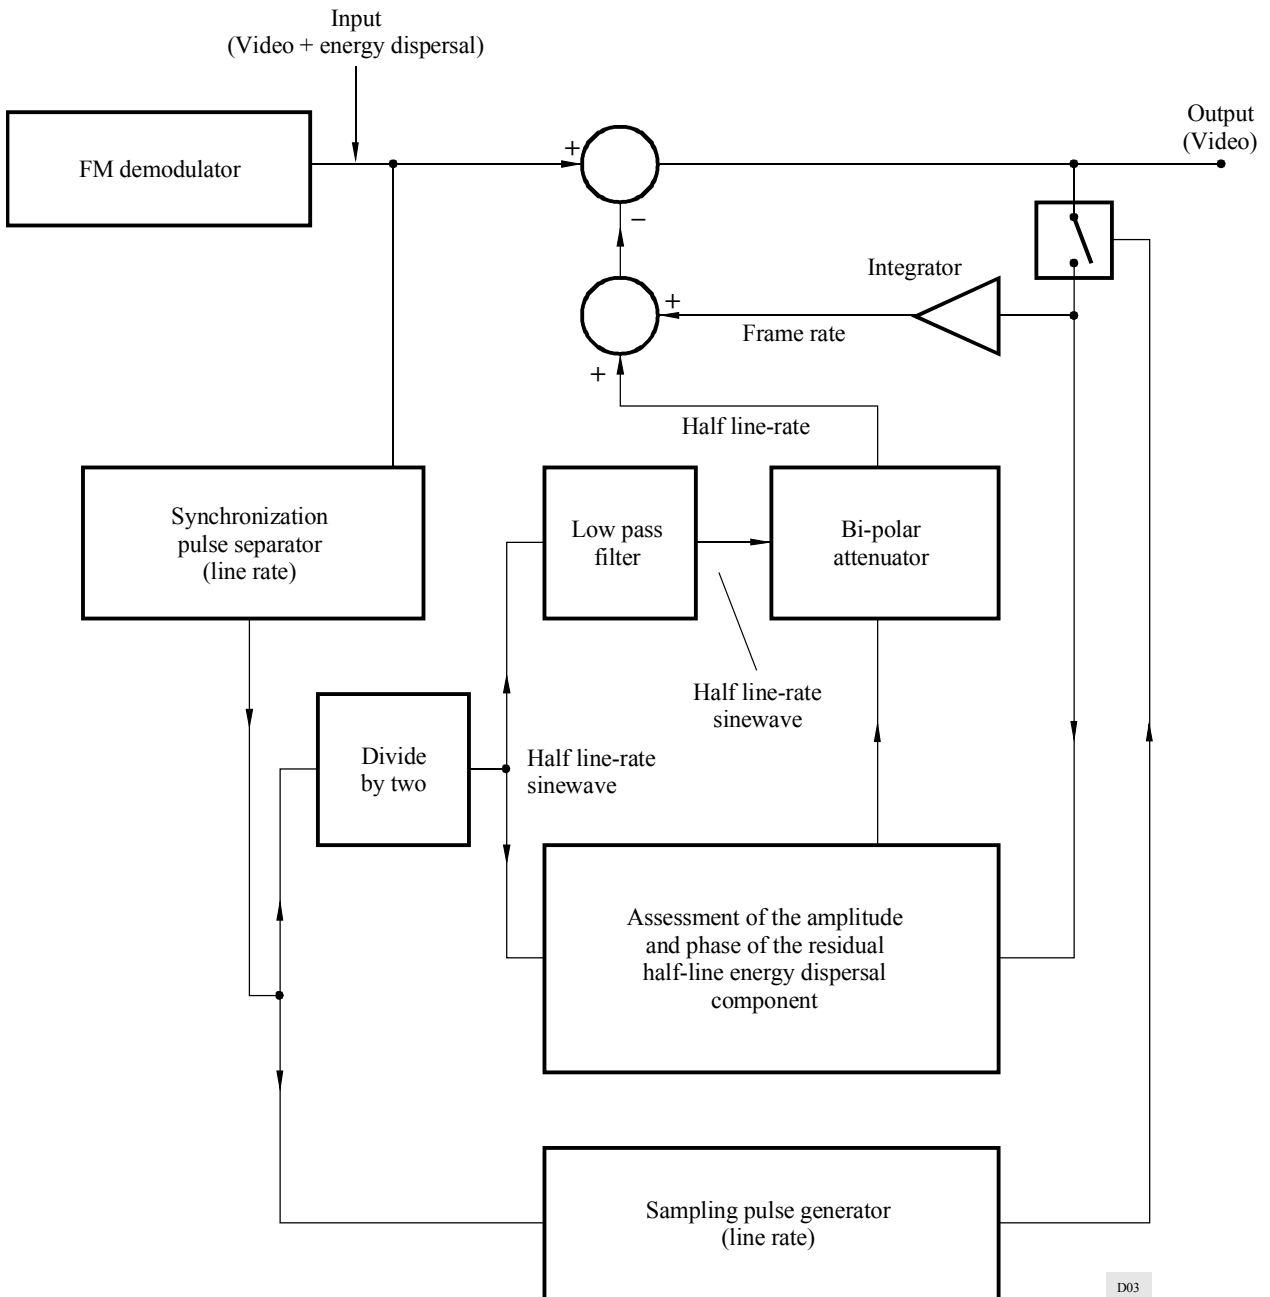 Input
(Video + energy dispersal)
Output
(Video)
FM demodulator
+
−
Integrator
+
Frame rate
+
Half line-rate
Synchronization
pulse separator
(line rate)
Low pass
filter
Bi-polar
attenuator
Half line-rate
sinewave
Divide
by two
Half line-rate
sinewave
Assessment of the amplitude
and phase of the residual
half-line energy dispersal
component
Sampling pulse generator
(line rate)
D03